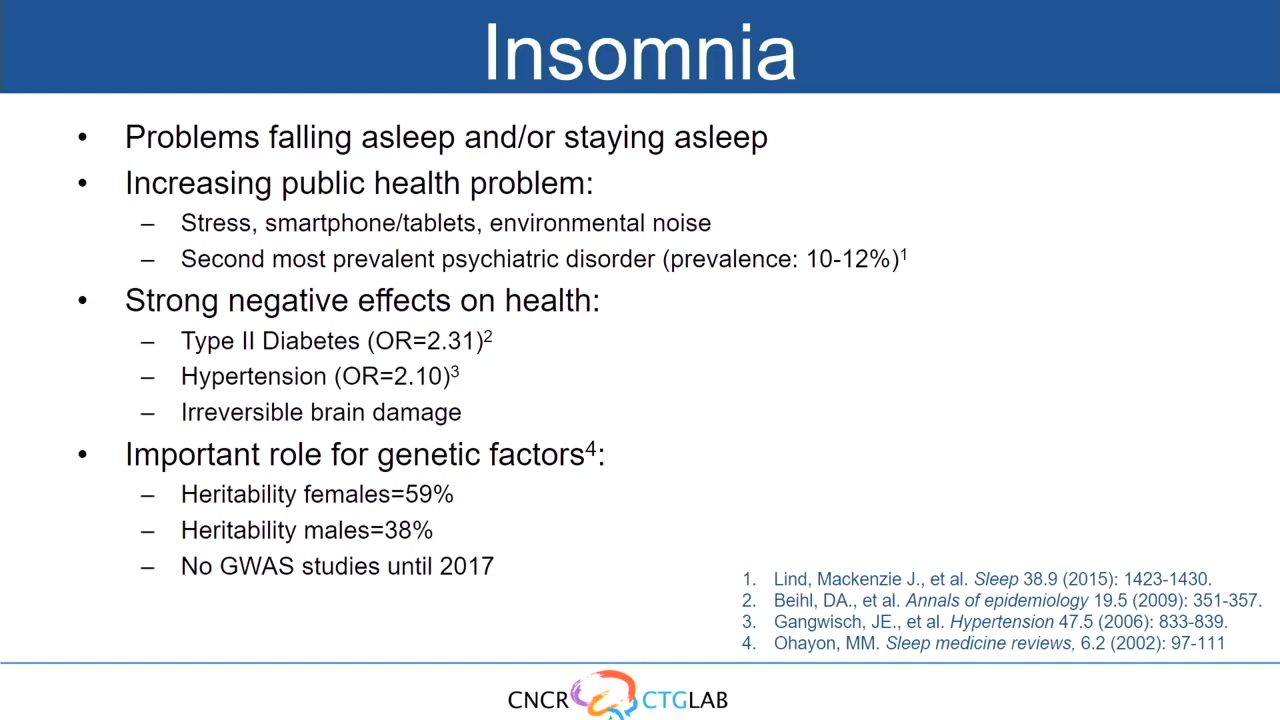 Insomnia
• Problems falling asleep and/or staying asleep
• Increasing public health problem:
– Stress, smartphone/tablets, environmental noise
– Second most prevalent psychiatric disorder (prevalence: 10-12%)¹
• Strong negative effects on health:
– Type II Diabetes (OR=2.31)²
– Hypertension (OR=2.10)³
– Irreversible brain damage
• Important role for genetic factors⁴:
– Heritability females=59%
– Heritability males=38%
– No GWAS studies until 2017
1. Lind, Mackenzie J., et al. Sleep 38.9 (2015): 1423-1430.
2. Beihl, DA., et al. Annals of epidemiology 19.5 (2009): 351-357.
3. Gangwisch, JE., et al. Hypertension 47.5 (2006): 833-839.
4. Ohayon, MM. Sleep medicine reviews, 6.2 (2002): 97-111
CNCR CTGLAB